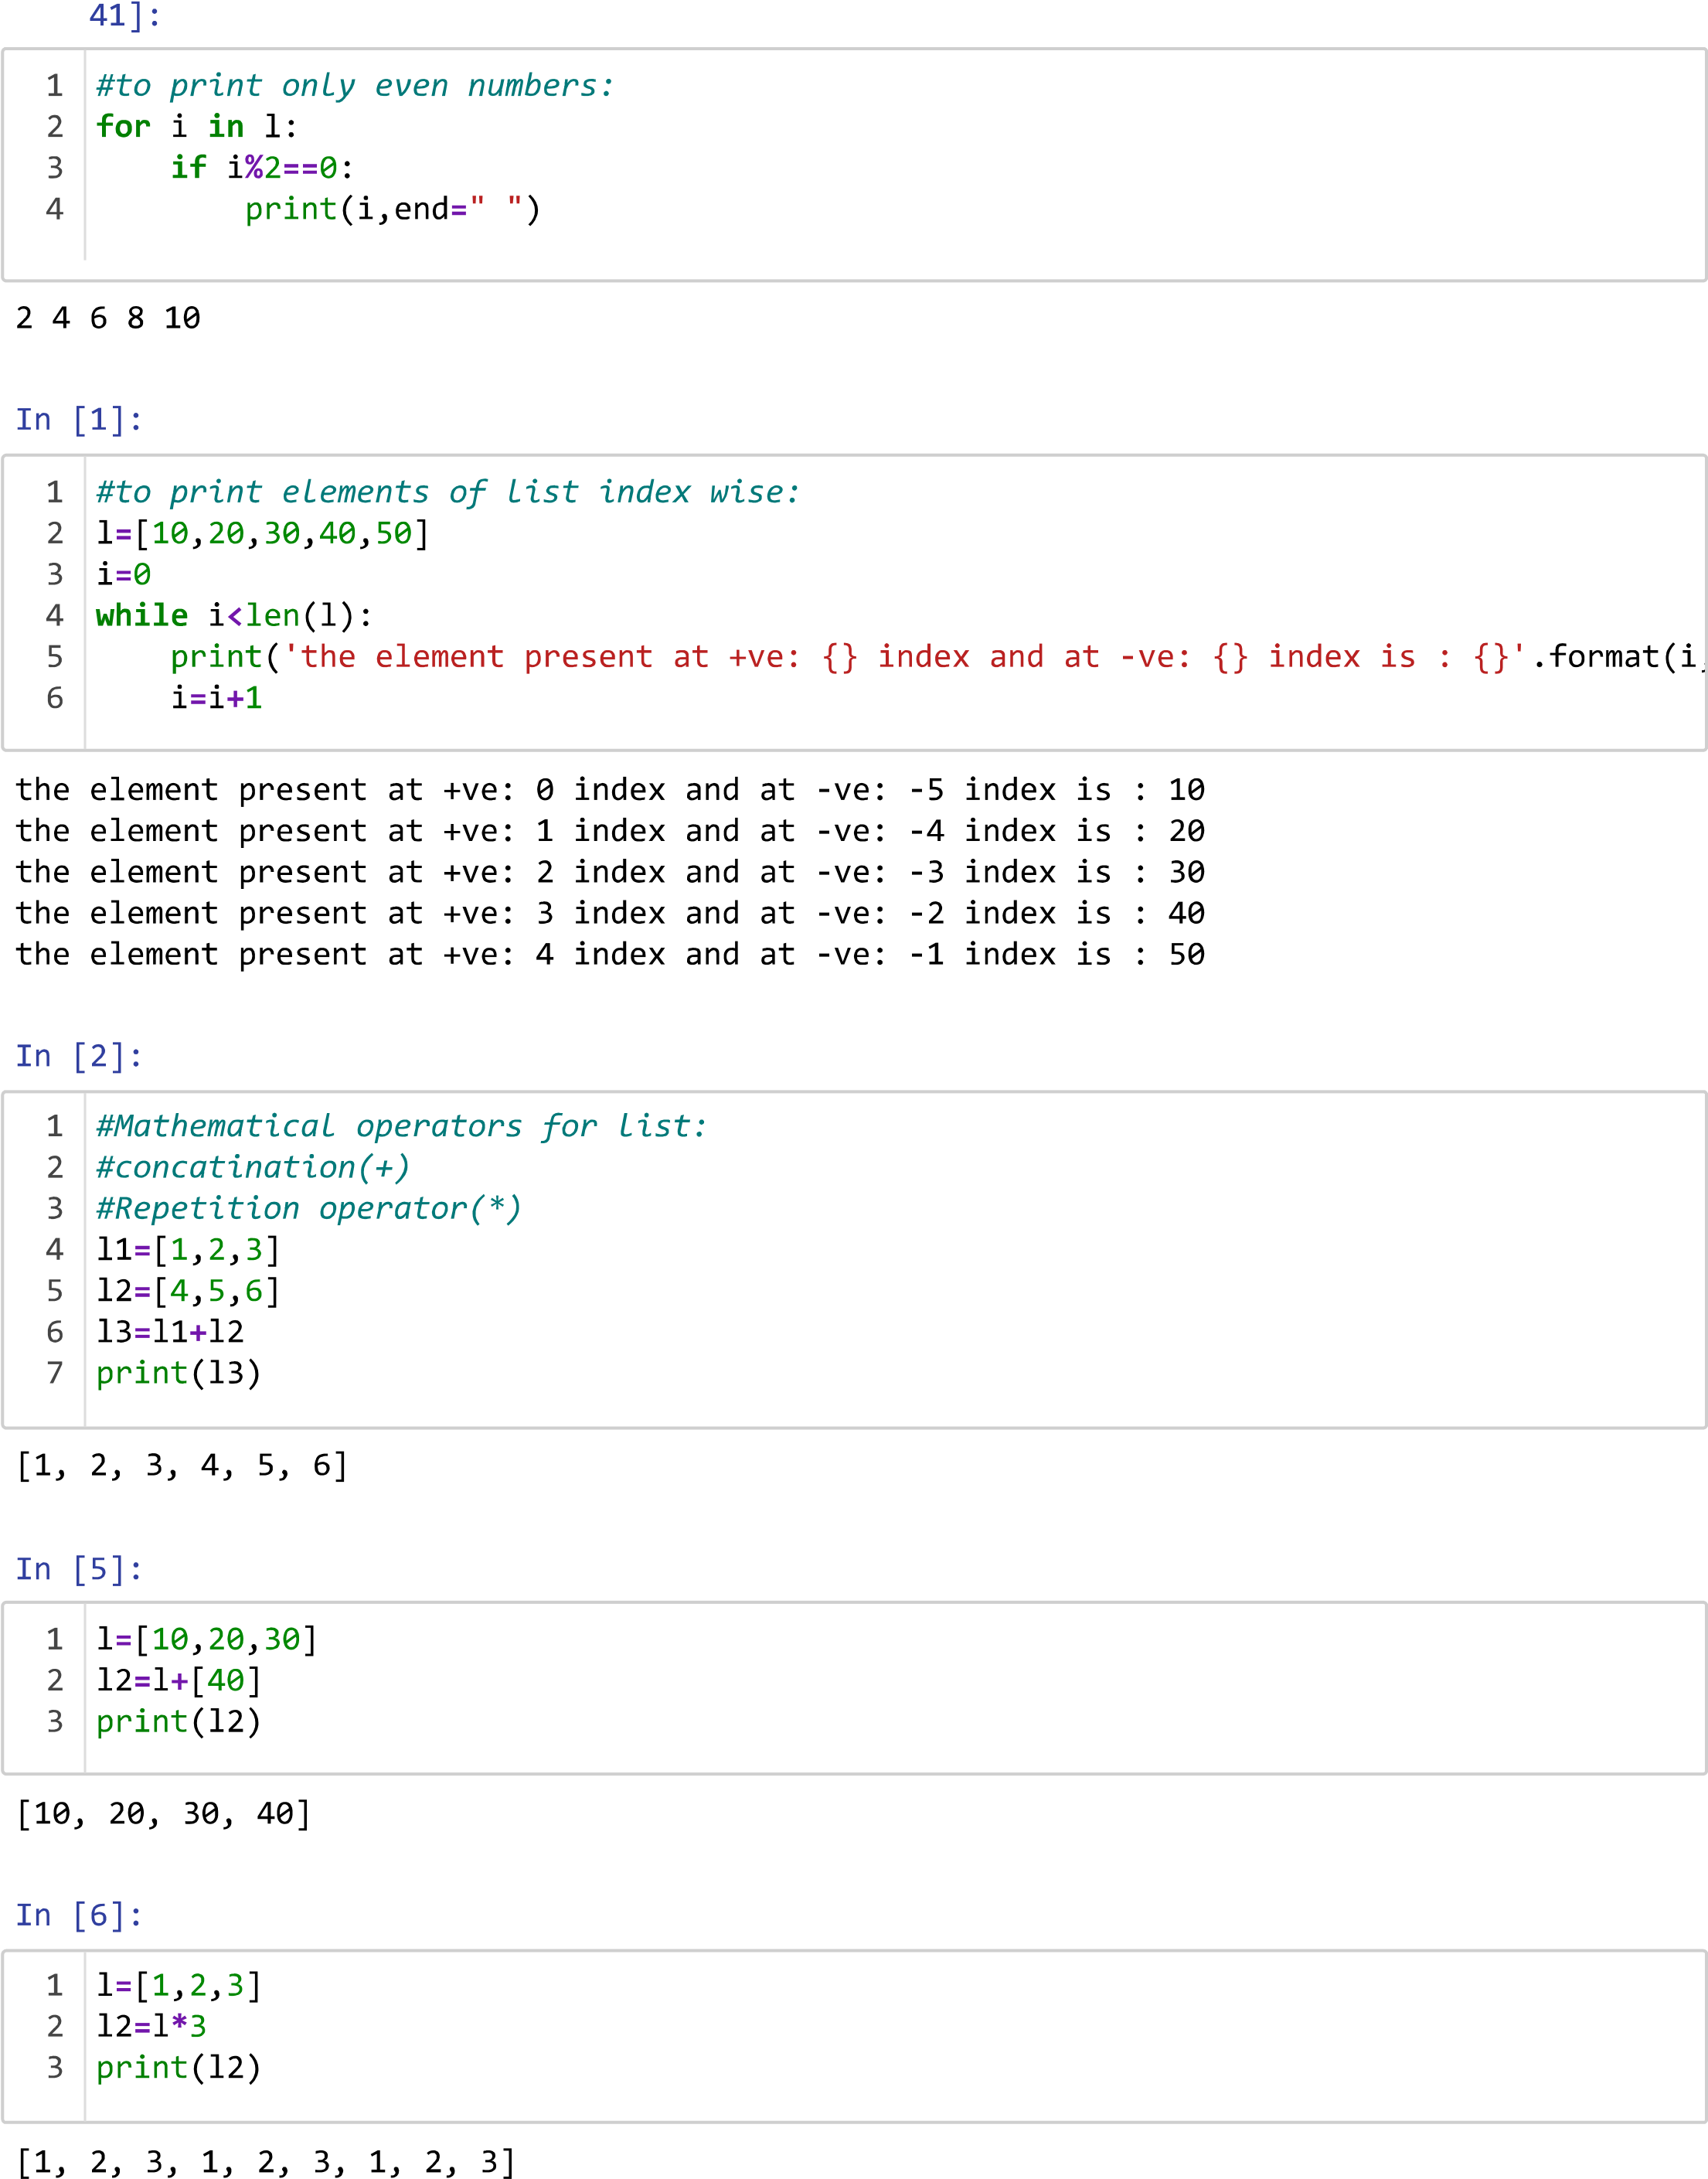 41]:
1 #to print only even numbers:
2 for i in l:
3     if i%2==0:
4         print(i,end=" ")
2 4 6 8 10
In [1]:
1 #to print elements of list index wise:
2 l=[10,20,30,40,50]
3 i=0
4 while i<len(l):
5     print('the element present at +ve: {} index and at -ve: {} index is : {}'.format(i,
6     i=i+1
the element present at +ve: 0 index and at -ve: -5 index is : 10
the element present at +ve: 1 index and at -ve: -4 index is : 20
the element present at +ve: 2 index and at -ve: -3 index is : 30
the element present at +ve: 3 index and at -ve: -2 index is : 40
the element present at +ve: 4 index and at -ve: -1 index is : 50
In [2]:
1 #Mathematical operators for list:
2 #concatination(+)
3 #Repetition operator(*)
4 l1=[1,2,3]
5 l2=[4,5,6]
6 l3=l1+l2
7 print(l3)
[1, 2, 3, 4, 5, 6]
In [5]:
1 l=[10,20,30]
2 l2=l+[40]
3 print(l2)
[10, 20, 30, 40]
In [6]:
1 l=[1,2,3]
2 l2=l*3
3 print(l2)
[1, 2, 3, 1, 2, 3, 1, 2, 3]